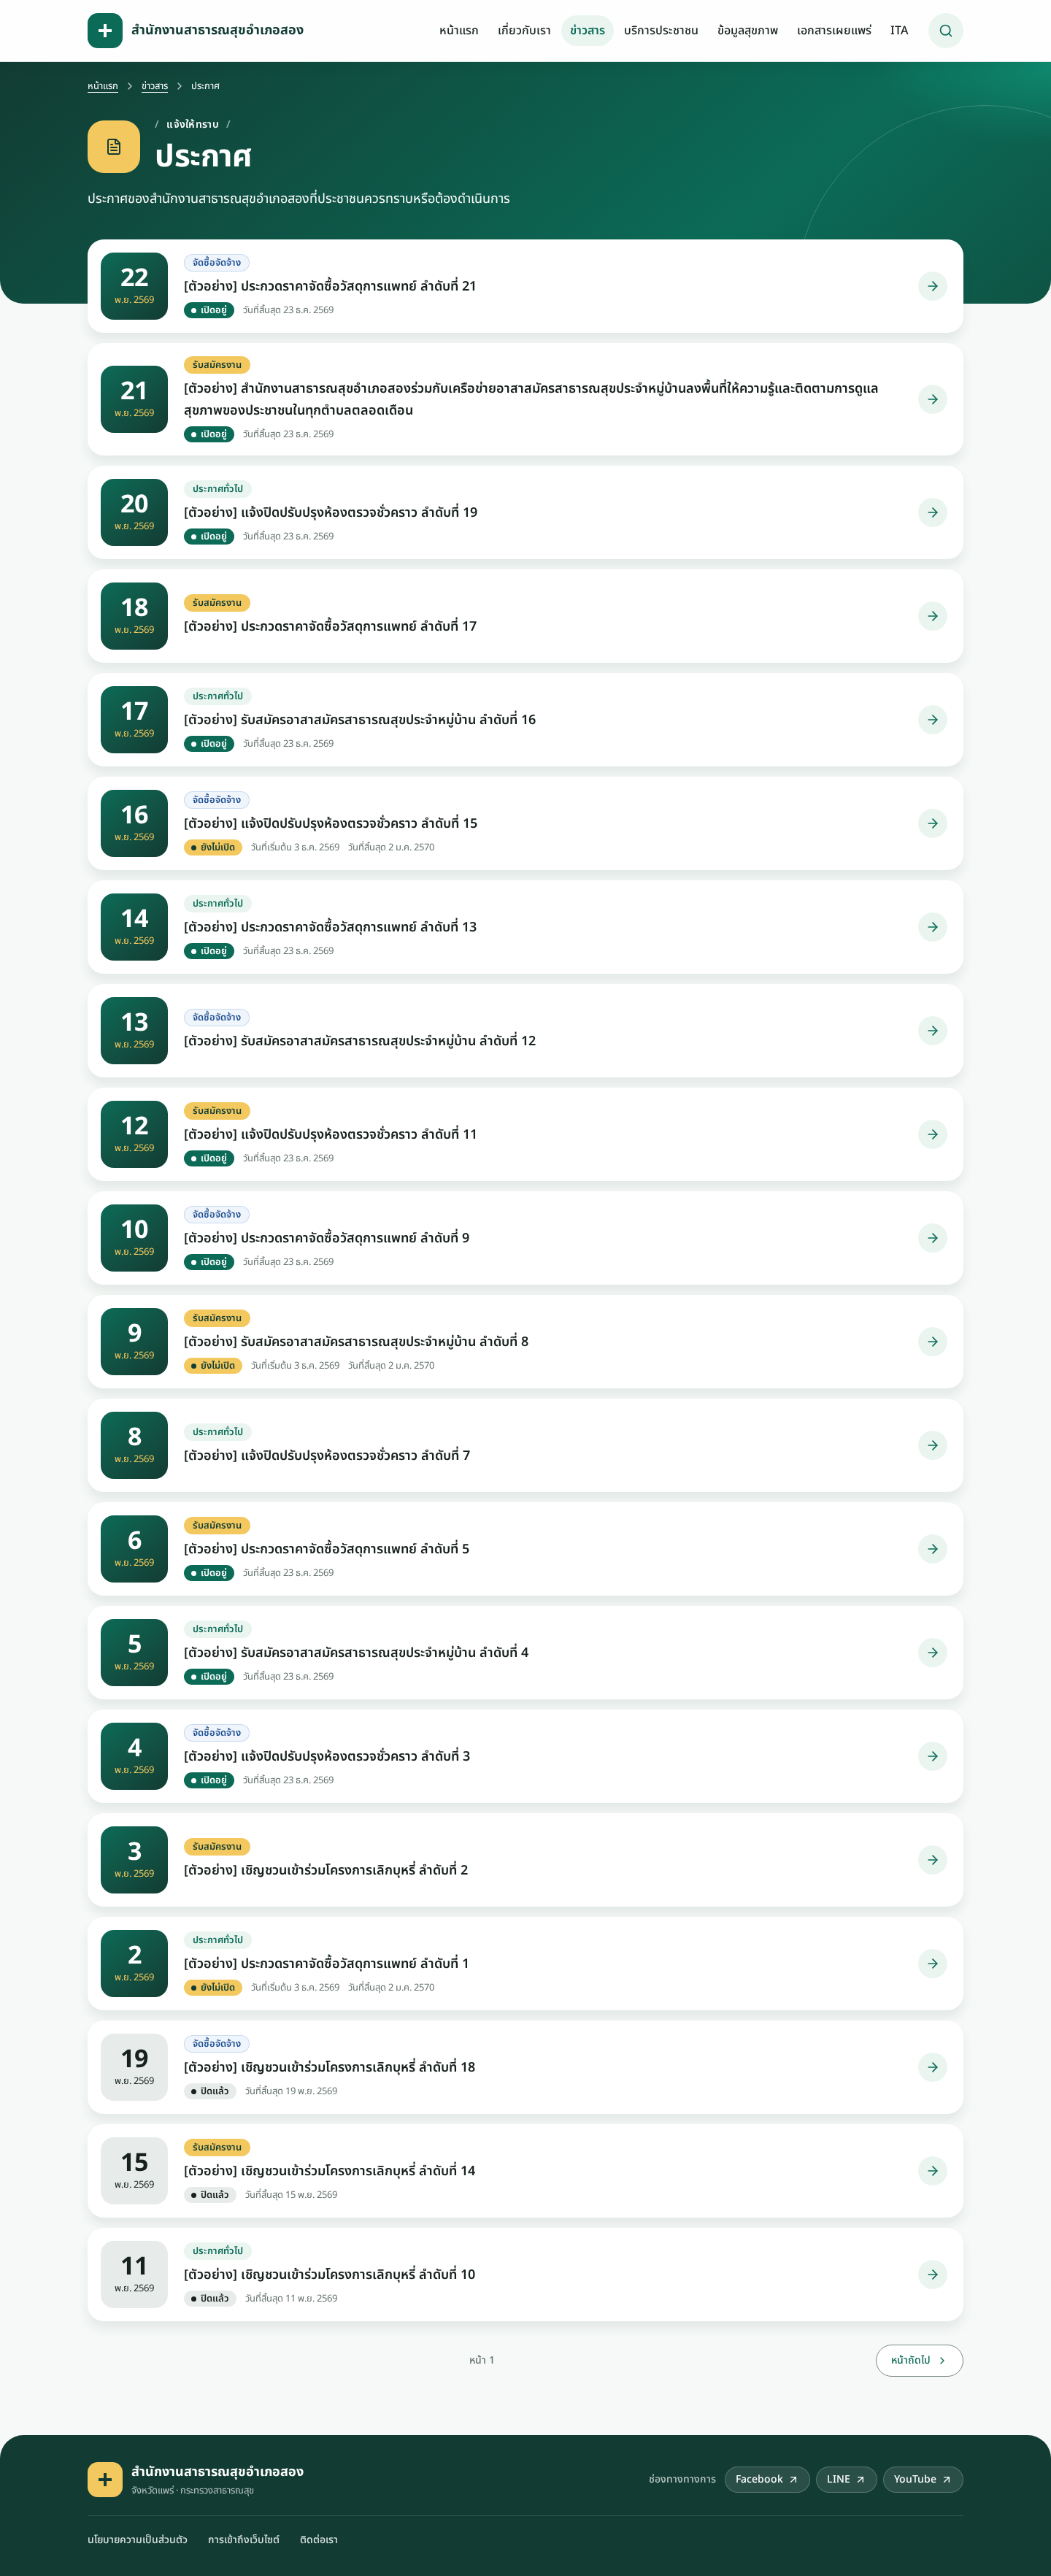 สำนักงานสาธารณสุขอำเภอสอง
หน้าแรก เกี่ยวกับเรา ข่าวสาร บริการประชาชน ข้อมูลสุขภาพ เอกสารเผยแพร่ ITA
หน้าแรก ข่าวสาร ประกาศ
/ แจ้งให้ทราบ /
ประกาศ
ประกาศของสำนักงานสาธารณสุขอำเภอสองที่ประชาชนควรทราบหรือต้องดำเนินการ
22
พ.ย. 2569
จัดซื้อจัดจ้าง
[ตัวอย่าง] ประกวดราคาจัดซื้อวัสดุการแพทย์ ลำดับที่ 21
เปิดอยู่ วันที่สิ้นสุด 23 ธ.ค. 2569
21
พ.ย. 2569
รับสมัครงาน
[ตัวอย่าง] สำนักงานสาธารณสุขอำเภอสองร่วมกับเครือข่ายอาสาสมัครสาธารณสุขประจำหมู่บ้านลงพื้นที่ให้ความรู้และติดตามการดูแล
สุขภาพของประชาชนในทุกตำบลตลอดเดือน
เปิดอยู่ วันที่สิ้นสุด 23 ธ.ค. 2569
20
พ.ย. 2569
ประกาศทั่วไป
[ตัวอย่าง] แจ้งปิดปรับปรุงห้องตรวจชั่วคราว ลำดับที่ 19
เปิดอยู่ วันที่สิ้นสุด 23 ธ.ค. 2569
18
พ.ย. 2569
รับสมัครงาน
[ตัวอย่าง] ประกวดราคาจัดซื้อวัสดุการแพทย์ ลำดับที่ 17
17
พ.ย. 2569
ประกาศทั่วไป
[ตัวอย่าง] รับสมัครอาสาสมัครสาธารณสุขประจำหมู่บ้าน ลำดับที่ 16
เปิดอยู่ วันที่สิ้นสุด 23 ธ.ค. 2569
16
พ.ย. 2569
จัดซื้อจัดจ้าง
[ตัวอย่าง] แจ้งปิดปรับปรุงห้องตรวจชั่วคราว ลำดับที่ 15
ยังไม่เปิด วันที่เริ่มต้น 3 ธ.ค. 2569 วันที่สิ้นสุด 2 ม.ค. 2570
14
พ.ย. 2569
ประกาศทั่วไป
[ตัวอย่าง] ประกวดราคาจัดซื้อวัสดุการแพทย์ ลำดับที่ 13
เปิดอยู่ วันที่สิ้นสุด 23 ธ.ค. 2569
13
พ.ย. 2569
จัดซื้อจัดจ้าง
[ตัวอย่าง] รับสมัครอาสาสมัครสาธารณสุขประจำหมู่บ้าน ลำดับที่ 12
12
พ.ย. 2569
รับสมัครงาน
[ตัวอย่าง] แจ้งปิดปรับปรุงห้องตรวจชั่วคราว ลำดับที่ 11
เปิดอยู่ วันที่สิ้นสุด 23 ธ.ค. 2569
10
พ.ย. 2569
จัดซื้อจัดจ้าง
[ตัวอย่าง] ประกวดราคาจัดซื้อวัสดุการแพทย์ ลำดับที่ 9
เปิดอยู่ วันที่สิ้นสุด 23 ธ.ค. 2569
9
พ.ย. 2569
รับสมัครงาน
[ตัวอย่าง] รับสมัครอาสาสมัครสาธารณสุขประจำหมู่บ้าน ลำดับที่ 8
ยังไม่เปิด วันที่เริ่มต้น 3 ธ.ค. 2569 วันที่สิ้นสุด 2 ม.ค. 2570
8
พ.ย. 2569
ประกาศทั่วไป
[ตัวอย่าง] แจ้งปิดปรับปรุงห้องตรวจชั่วคราว ลำดับที่ 7
6
พ.ย. 2569
รับสมัครงาน
[ตัวอย่าง] ประกวดราคาจัดซื้อวัสดุการแพทย์ ลำดับที่ 5
เปิดอยู่ วันที่สิ้นสุด 23 ธ.ค. 2569
5
พ.ย. 2569
ประกาศทั่วไป
[ตัวอย่าง] รับสมัครอาสาสมัครสาธารณสุขประจำหมู่บ้าน ลำดับที่ 4
เปิดอยู่ วันที่สิ้นสุด 23 ธ.ค. 2569
4
พ.ย. 2569
จัดซื้อจัดจ้าง
[ตัวอย่าง] แจ้งปิดปรับปรุงห้องตรวจชั่วคราว ลำดับที่ 3
เปิดอยู่ วันที่สิ้นสุด 23 ธ.ค. 2569
3
พ.ย. 2569
รับสมัครงาน
[ตัวอย่าง] เชิญชวนเข้าร่วมโครงการเลิกบุหรี่ ลำดับที่ 2
2
พ.ย. 2569
ประกาศทั่วไป
[ตัวอย่าง] ประกวดราคาจัดซื้อวัสดุการแพทย์ ลำดับที่ 1
ยังไม่เปิด วันที่เริ่มต้น 3 ธ.ค. 2569 วันที่สิ้นสุด 2 ม.ค. 2570
19
พ.ย. 2569
จัดซื้อจัดจ้าง
[ตัวอย่าง] เชิญชวนเข้าร่วมโครงการเลิกบุหรี่ ลำดับที่ 18
ปิดแล้ว วันที่สิ้นสุด 19 พ.ย. 2569
15
พ.ย. 2569
รับสมัครงาน
[ตัวอย่าง] เชิญชวนเข้าร่วมโครงการเลิกบุหรี่ ลำดับที่ 14
ปิดแล้ว วันที่สิ้นสุด 15 พ.ย. 2569
11
พ.ย. 2569
ประกาศทั่วไป
[ตัวอย่าง] เชิญชวนเข้าร่วมโครงการเลิกบุหรี่ ลำดับที่ 10
ปิดแล้ว วันที่สิ้นสุด 11 พ.ย. 2569
หน้า 1 หน้าถัดไป
สำนักงานสาธารณสุขอำเภอสอง
จังหวัดแพร่ · กระทรวงสาธารณสุข
ช่องทางทางการ Facebook LINE YouTube
นโยบายความเป็นส่วนตัว การเข้าถึงเว็บไซต์ ติดต่อเรา